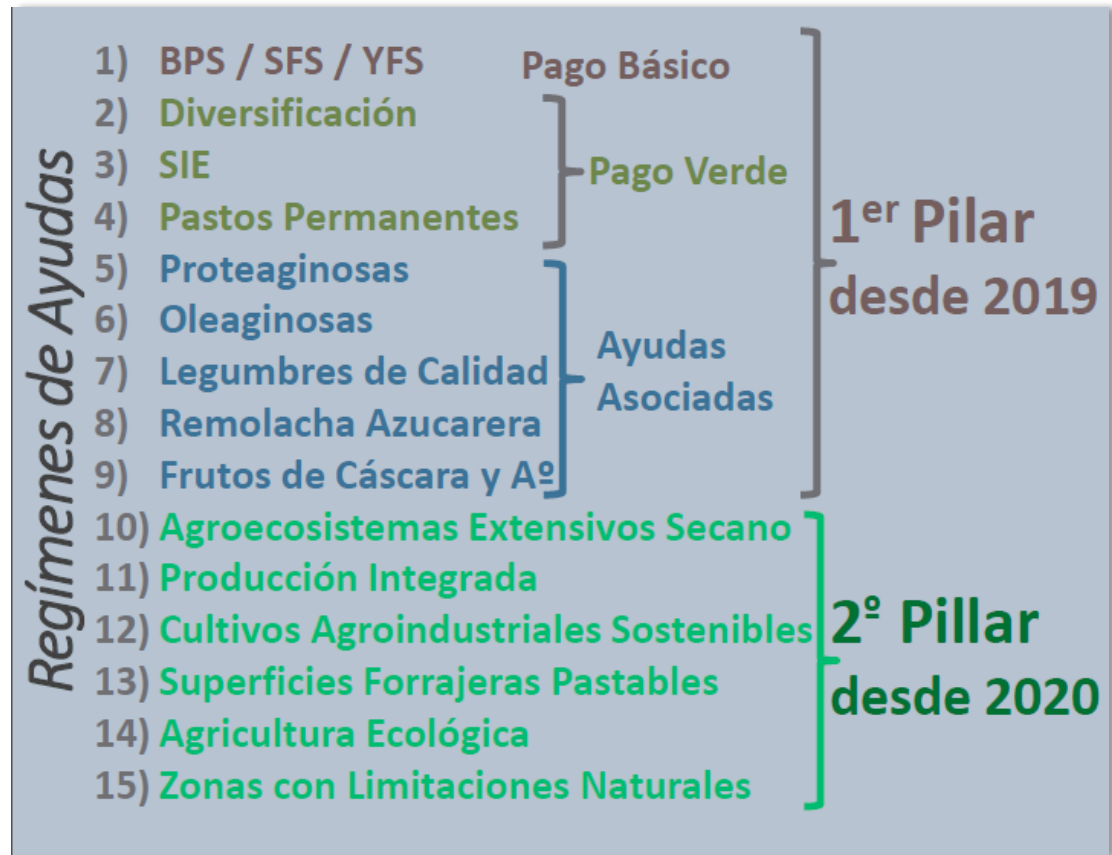 Regímenes de Ayudas
1) BPS / SFS / YFS
Pago Básico
2) Diversificación
3) SIE
4) Pastos Permanentes
Pago Verde
5) Proteaginosas
6) Oleaginosas
7) Legumbres de Calidad
8) Remolacha Azucarera
9) Frutos de Cáscara y Aº
Ayudas
Asociadas
1er Pilar
desde 2019
10) Agroecosistemas Extensivos Secano
11) Producción Integrada
12) Cultivos Agroindustriales Sostenibles
13) Superficies Forrajeras Pastables
14) Agricultura Ecológica
15) Zonas con Limitaciones Naturales
2º Pillar
desde 2020